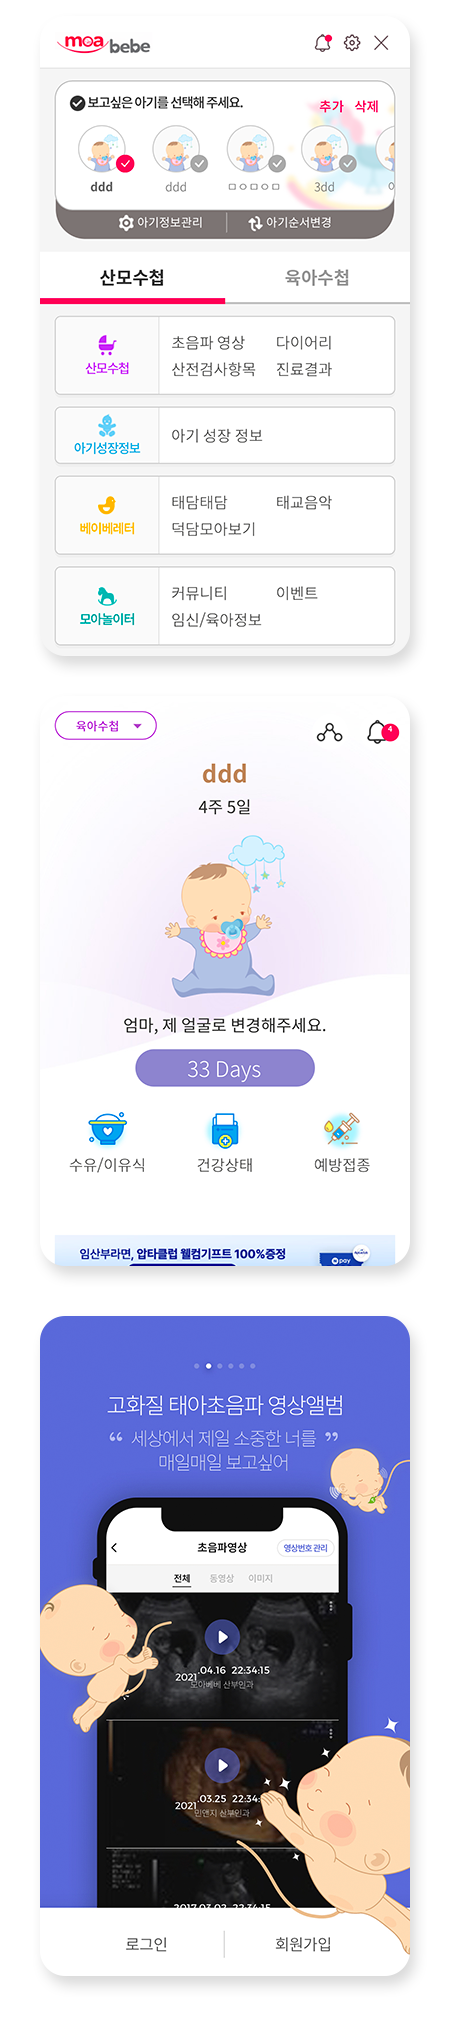 moa bebe
보고싶은 아기를 선택해 주세요.
추가 삭제
ddd ddd ㅁㅇㅁㅇㅁ 3dd
아기정보관리 아기순서변경
산모수첩 육아수첩
산모수첩
초음파 영상 다이어리
산전검사항목 진료결과
아기성장정보
아기 성장 정보
베이베레터
태담태담 태교음악
덕담모아보기
모아놀이터
커뮤니티 이벤트
임신/육아정보
육아수첩
4
ddd
4주 5일
엄마, 제 얼굴로 변경해주세요.
33 Days
수유/이유식 건강상태 예방접종
임산부라면, 압타클럽 웰컴기프트 100%증정
pay
고화질 태아초음파 영상앨범
“ 세상에서 제일 소중한 너를 ”
매일매일 보고싶어
초음파영상
영상번호 관리
전체 동영상 이미지
2021.04.16 22:34:15
모아베베 산부인과
2021.03.25 22:34:
민앤지 산부인과
2017.03.02 22:34:15
로그인 회원가입